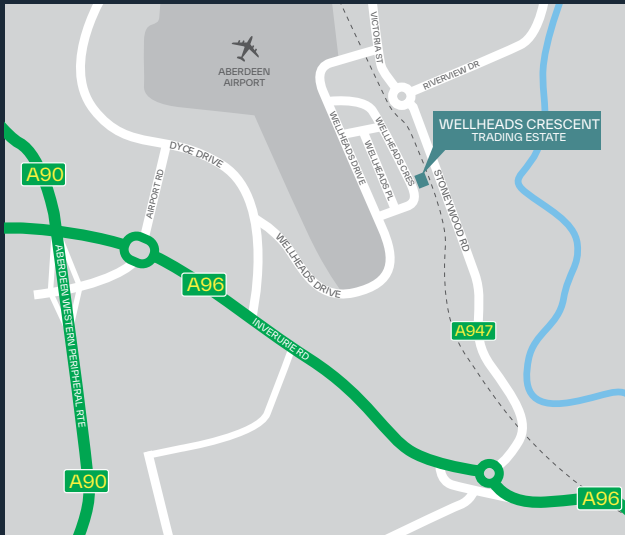 VICTORIA ST
ABERDEEN
AIRPORT
RIVERVIEW DR
WELLHEADS CRESCENT
TRADING ESTATE
WELLHEADS DRIVE
WELLHEADS CRES
WELLHEADS PL
DYCE DRIVE
A90
AIRPORT RD
STONEYWOOD RD
WELLHEADS DRIVE
ABERDEEN WESTERN PERIPHERAL RTE
A96
INVERURIE RD
A947
A90
A96